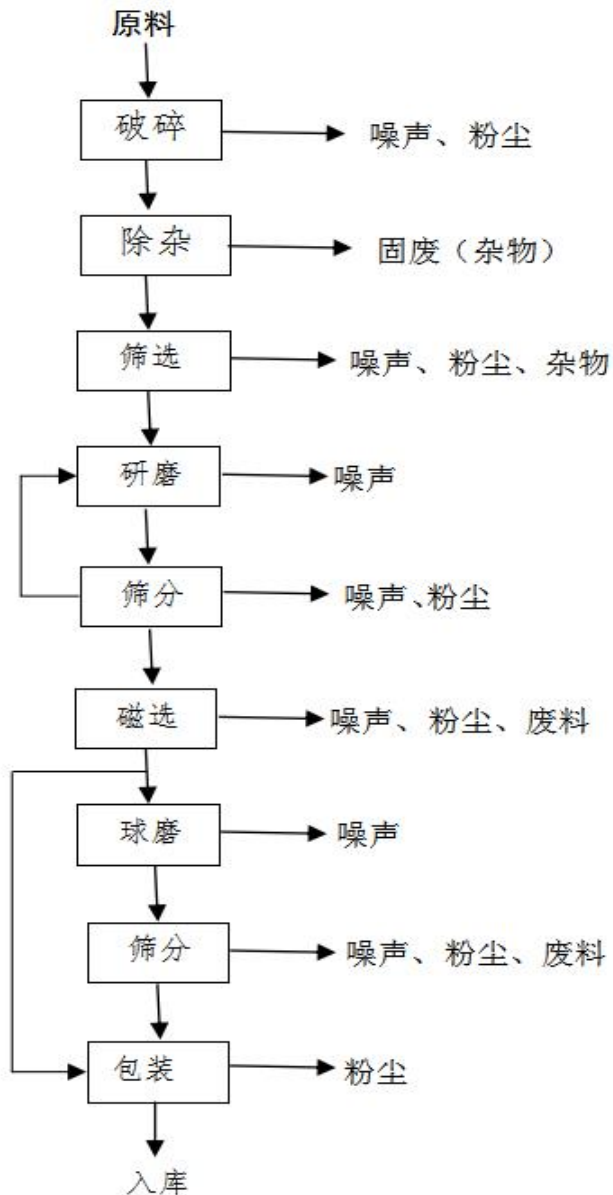 原料
破碎
噪声、粉尘
除杂
固废（杂物）
筛选
噪声、粉尘、杂物
研磨
噪声
筛分
噪声、粉尘
磁选
噪声、粉尘、废料
球磨
噪声
筛分
噪声、粉尘、废料
包装
粉尘
入库